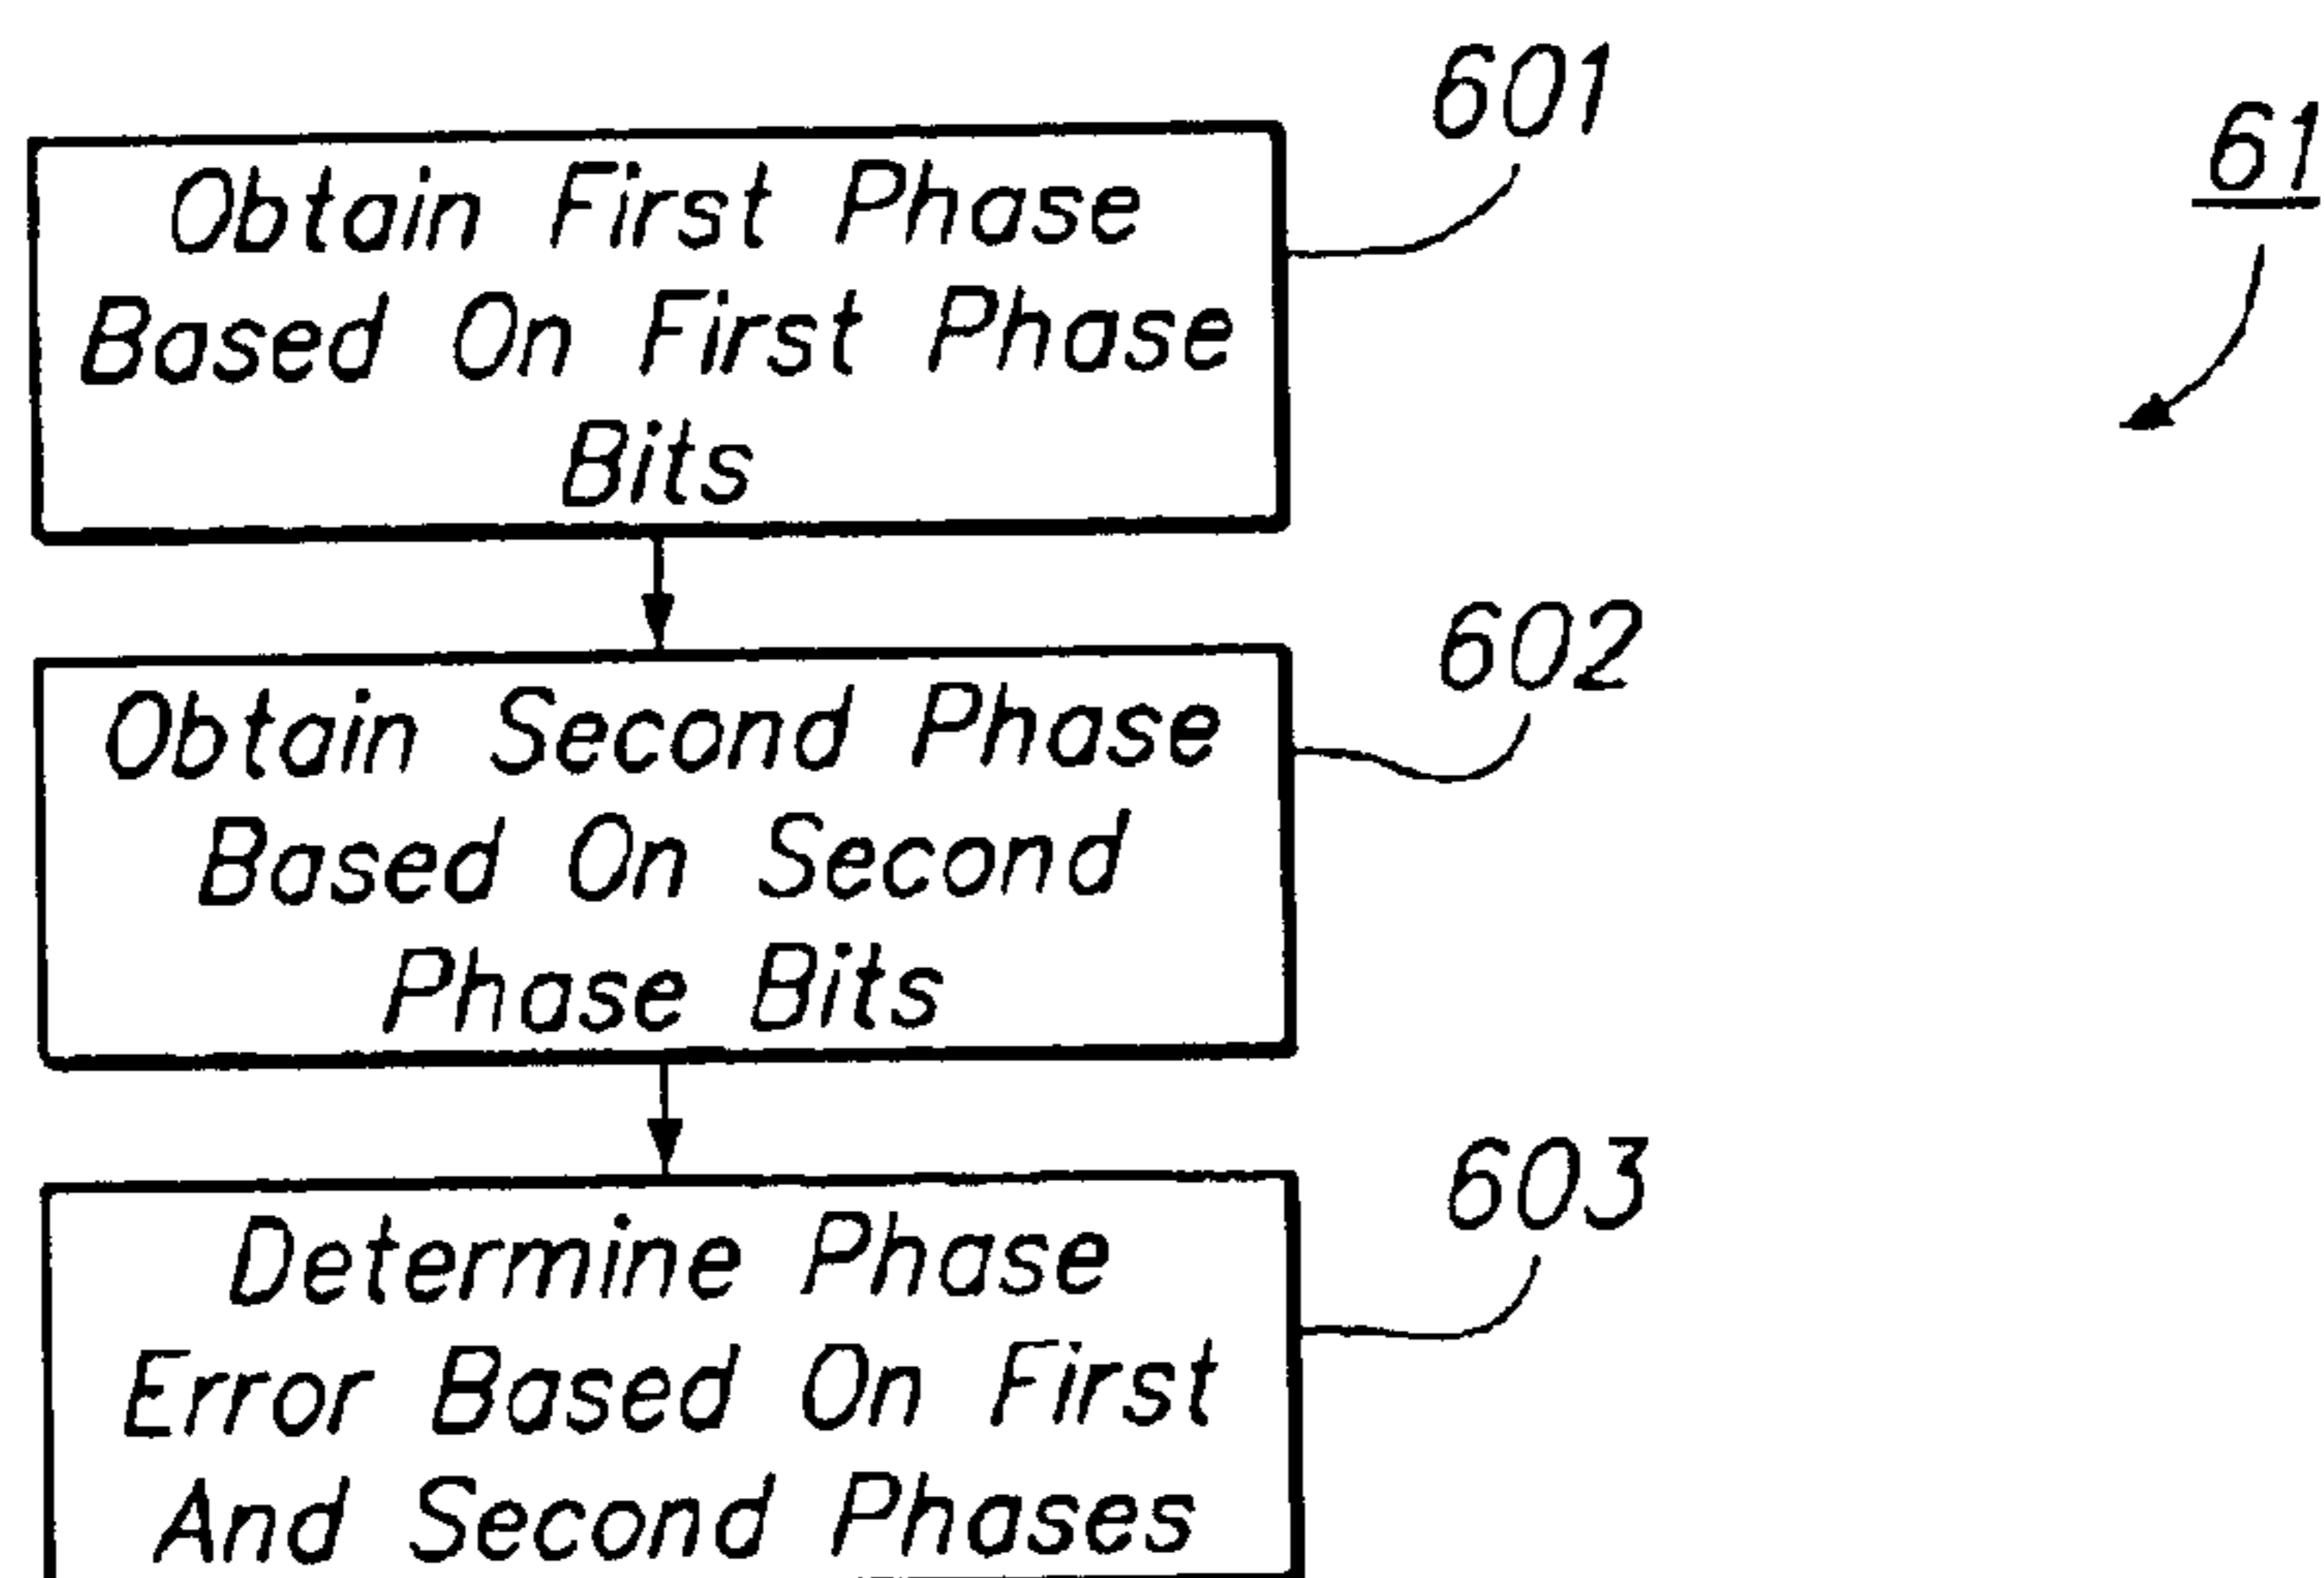 601
61
Obtain First Phase
Based On First Phase
Bits
602
Obtain Second Phase
Based On Second
Phase Bits
603
Determine Phase
Error Based On First
And Second Phases